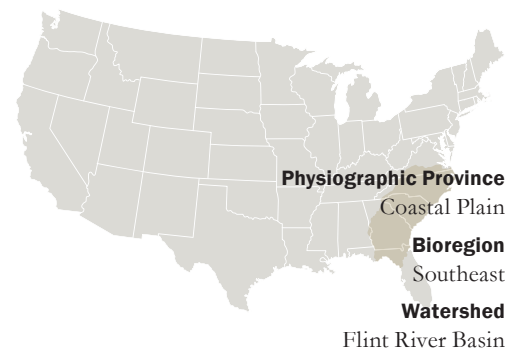 Physiographic Province
Coastal Plain
Bioregion
Southeast
Watershed
Flint River Basin